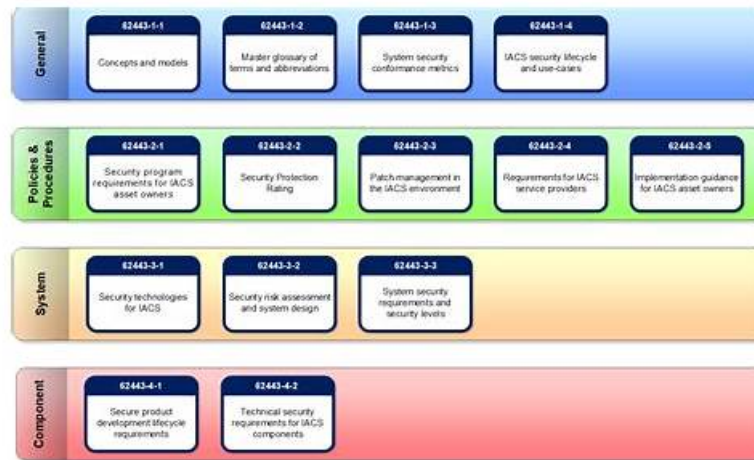 General
62443-1-1
Concepts and models
62443-1-2
Master glossary of
terms and abbreviations
62443-1-3
System security
conformance metrics
62443-1-4
IACS security lifecycle
and use-cases
Policies &
Procedures
62443-2-1
Security program
requirements for IACS
asset owners
62443-2-2
Security Protection
Rating
62443-2-3
Patch management in
the IACS environment
62443-2-4
Requirements for IACS
service providers
62443-2-5
Implementation guidance
for IACS asset owners
System
62443-3-1
Security technologies
for IACS
62443-3-2
Security risk assessment
and system design
62443-3-3
System security
requirements and
security levels
Component
62443-4-1
Secure product
development lifecycle
requirements
62443-4-2
Technical security
requirements for IACS
components